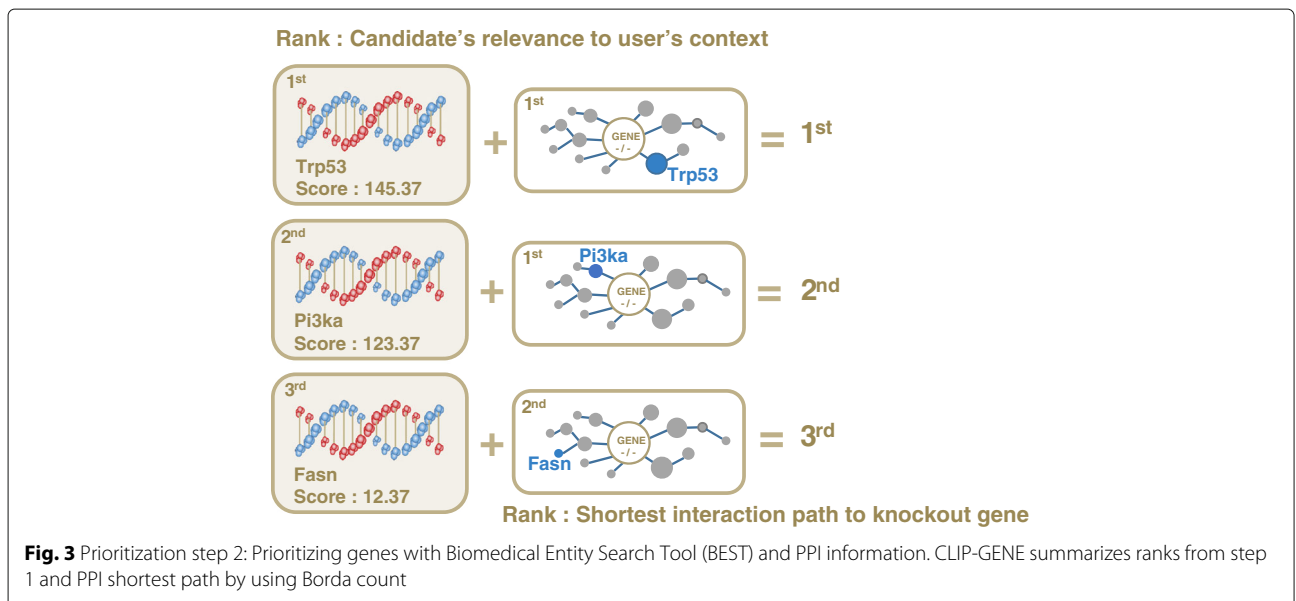 Rank : Candidate's relevance to user's context
1st
Trp53
Score : 145.37
+
1st
GENE
-/-
Trp53
= 1st
2nd
Pi3ka
Score : 123.37
+
1st
Pi3ka
GENE
-/-
= 2nd
3rd
Fasn
Score : 12.37
+
2nd
GENE
-/-
Fasn
= 3rd
Rank : Shortest interaction path to knockout gene
Fig. 3 Prioritization step 2: Prioritizing genes with Biomedical Entity Search Tool (BEST) and PPI information. CLIP-GENE summarizes ranks from step
1 and PPI shortest path by using Borda count